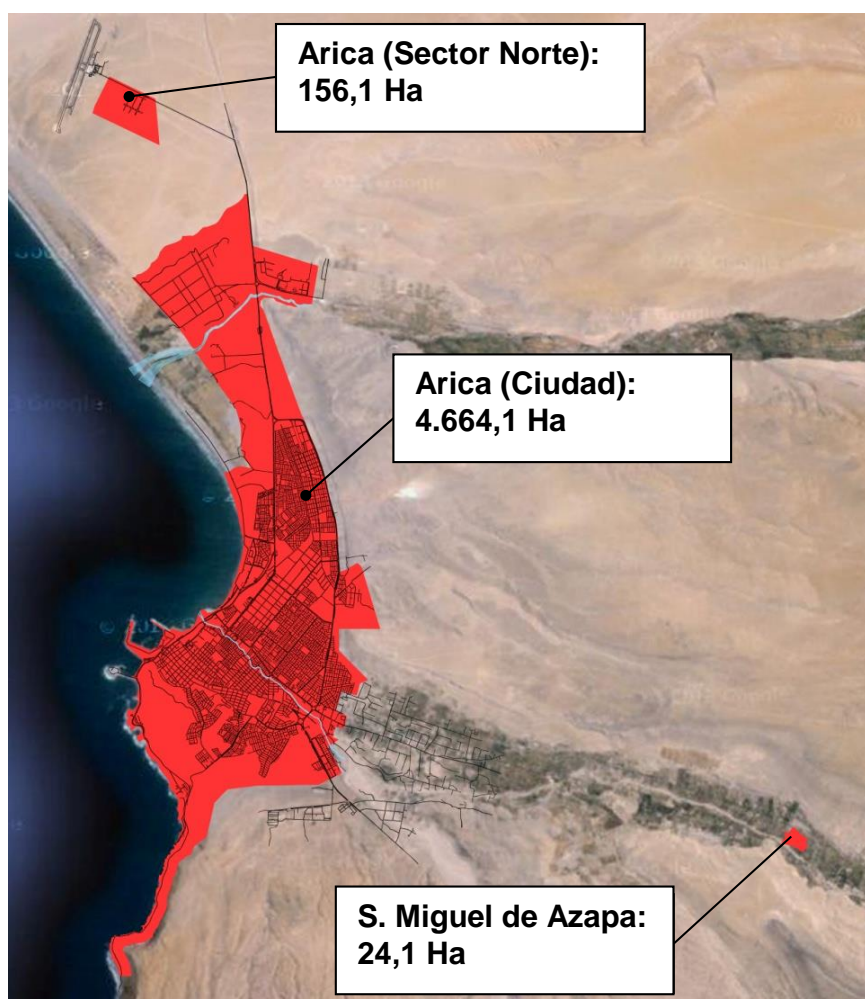 Arica (Sector Norte):
156,1 Ha
Arica (Ciudad):
4.664,1 Ha
S. Miguel de Azapa:
24,1 Ha